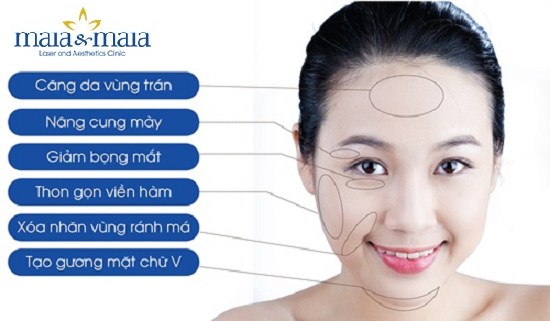 maia&maia
Laser and Aesthetics Clinic
Căng da vùng trán
Nâng cung mày
Giảm bọng mắt
Thon gọn viền hàm
Xóa nhăn vùng ránh má
Tạo gương mặt chữ V